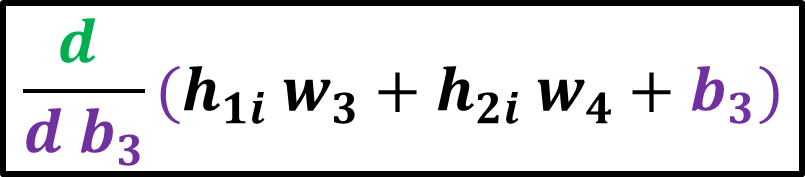 d
d b₃ (h₁ᵢ w₃ + h₂ᵢ w₄ + b₃)